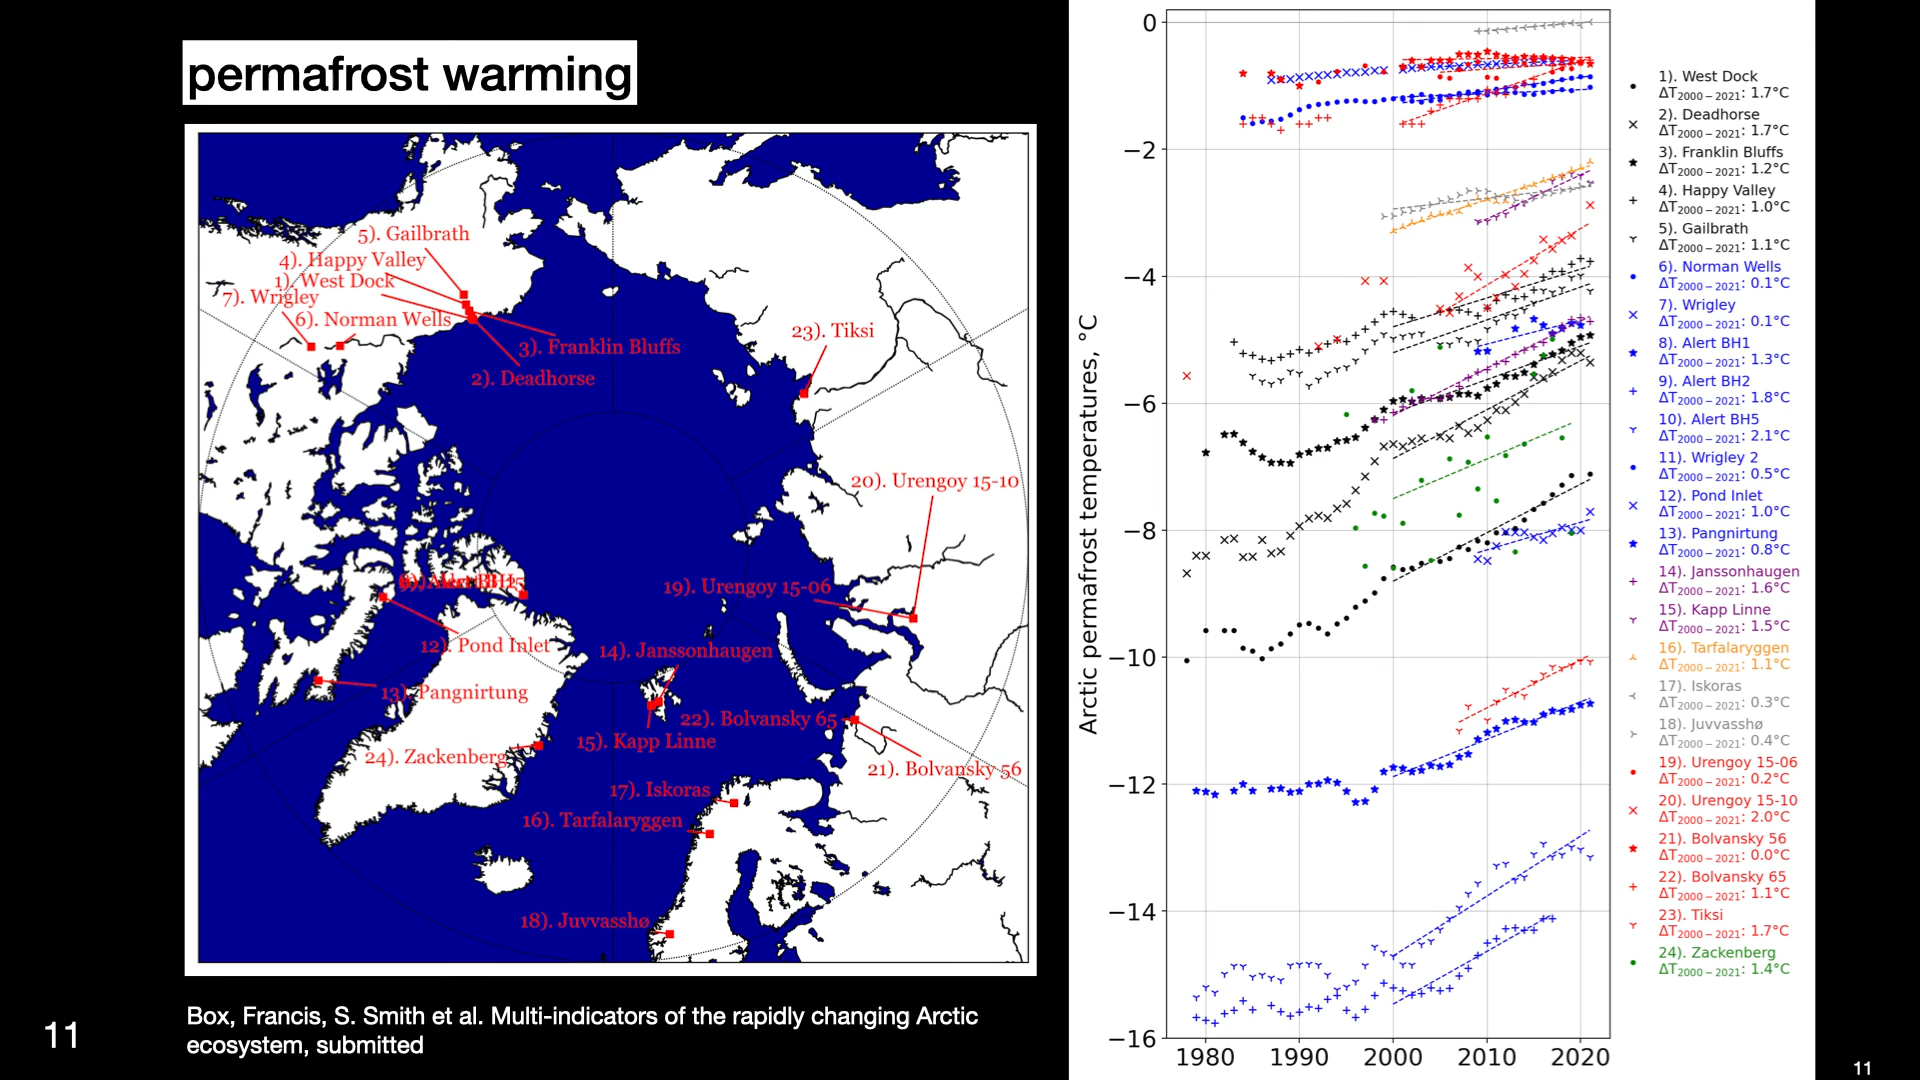 permafrost warming
5). Gailbrath
4). Happy Valley
1). West Dock
7). Wrigley
6). Norman Wells
3). Franklin Bluffs
2). Deadhorse
23). Tiksi
20). Urengoy 15-10
19). Urengoy 15-06
12). Pond Inlet
14). Janssonhaugen
13). Pangnirtung
22). Bolvansky 65
15). Kapp Linne
24). Zackenberg
21). Bolvansky 56
17). Iskoras
16). Tarfalaryggen
18). Juvvasshø
Box, Francis, S. Smith et al. Multi-indicators of the rapidly changing Arctic
ecosystem, submitted
11
Arctic permafrost temperatures, °C
0
−2
−4
−6
−8
−10
−12
−14
−16
1980 1990 2000 2010 2020
1). West Dock
ΔT2000−2021: 1.7°C
2). Deadhorse
ΔT2000−2021: 1.7°C
3). Franklin Bluffs
ΔT2000−2021: 1.2°C
4). Happy Valley
ΔT2000−2021: 1.0°C
5). Gailbrath
ΔT2000−2021: 1.1°C
6). Norman Wells
ΔT2000−2021: 0.1°C
7). Wrigley
ΔT2000−2021: 0.1°C
8). Alert BH1
ΔT2000−2021: 1.3°C
9). Alert BH2
ΔT2000−2021: 1.8°C
10). Alert BH5
ΔT2000−2021: 2.1°C
11). Wrigley 2
ΔT2000−2021: 0.5°C
12). Pond Inlet
ΔT2000−2021: 1.0°C
13). Pangnirtung
ΔT2000−2021: 0.8°C
14). Janssonhaugen
ΔT2000−2021: 1.6°C
15). Kapp Linne
ΔT2000−2021: 1.5°C
16). Tarfalaryggen
ΔT2000−2021: 1.1°C
17). Iskoras
ΔT2000−2021: 0.3°C
18). Juvvasshø
ΔT2000−2021: 0.4°C
19). Urengoy 15-06
ΔT2000−2021: 0.2°C
20). Urengoy 15-10
ΔT2000−2021: 2.0°C
21). Bolvansky 56
ΔT2000−2021: 0.0°C
22). Bolvansky 65
ΔT2000−2021: 1.1°C
23). Tiksi
ΔT2000−2021: 1.7°C
24). Zackenberg
ΔT2000−2021: 1.4°C
11